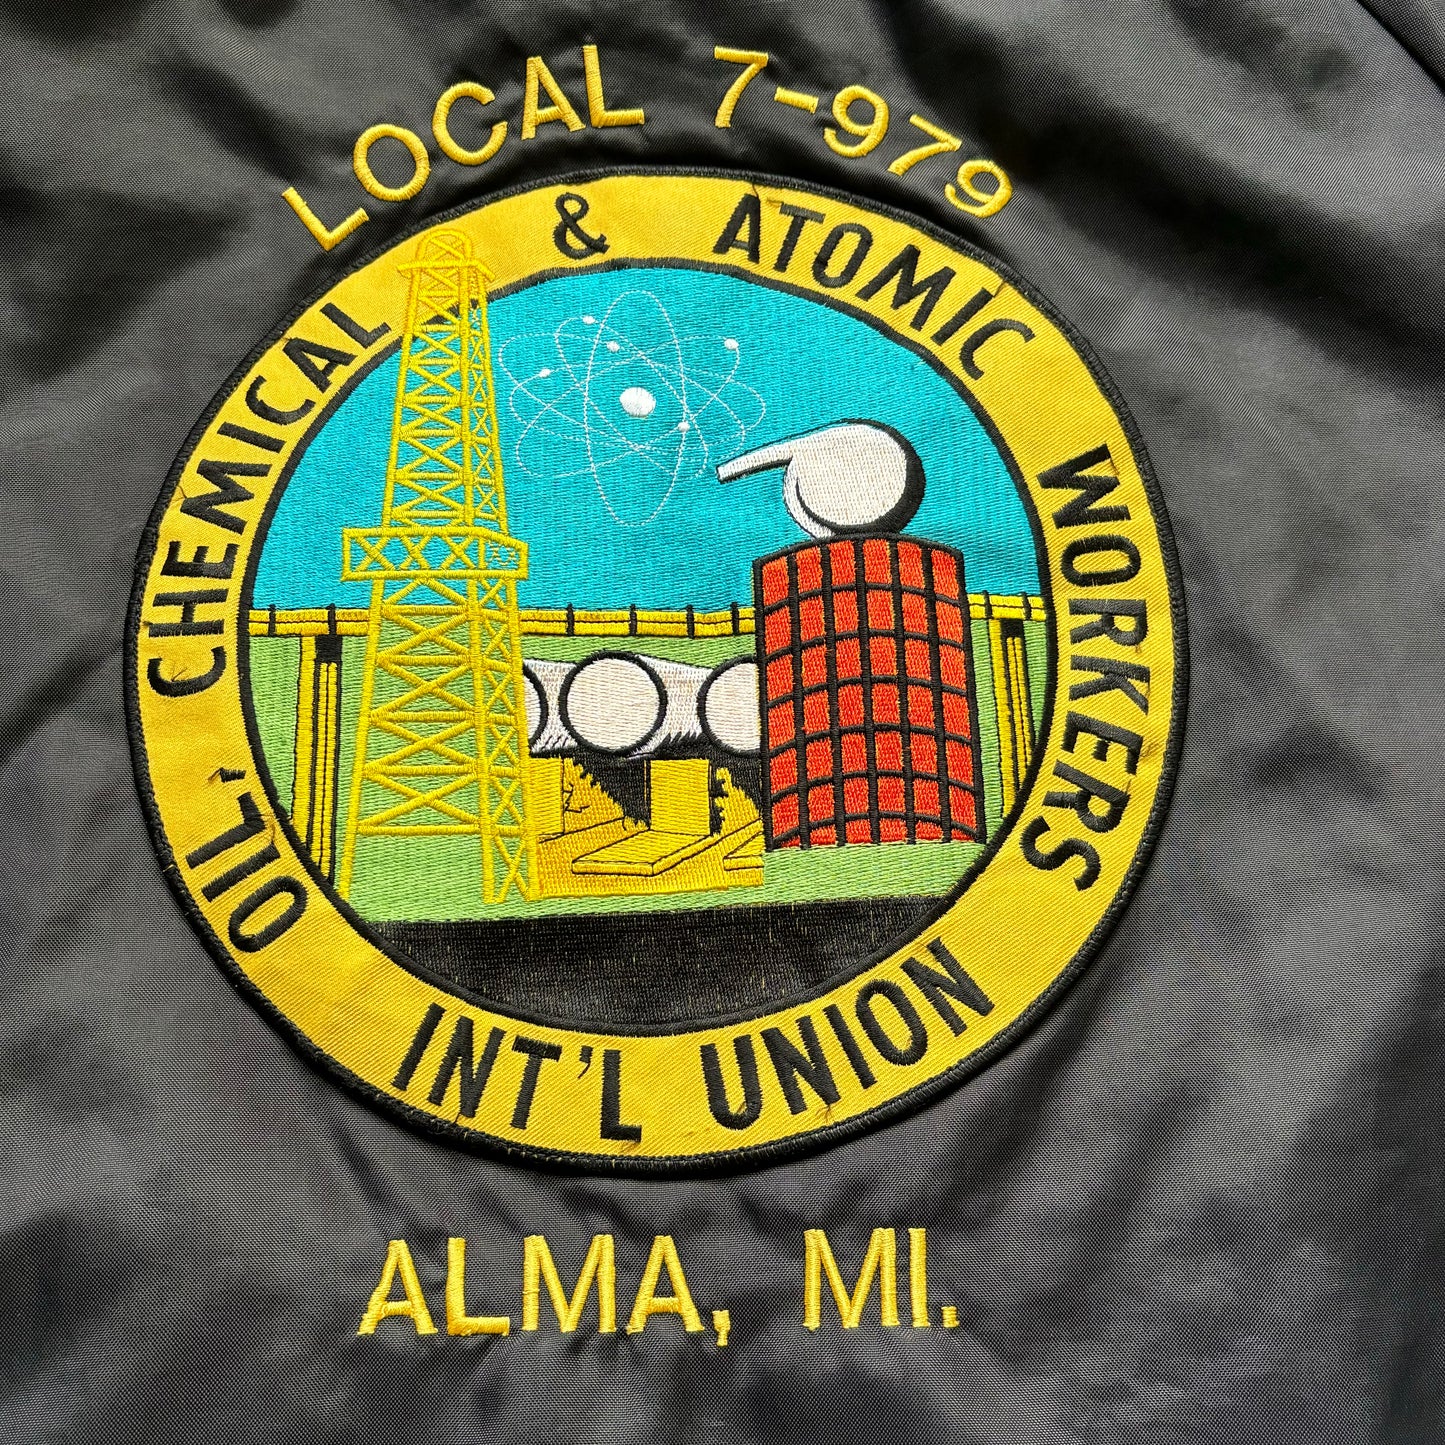 LOCAL 7-979
OIL, CHEMICAL & ATOMIC WORKERS
INT'L UNION
ALMA, MI.